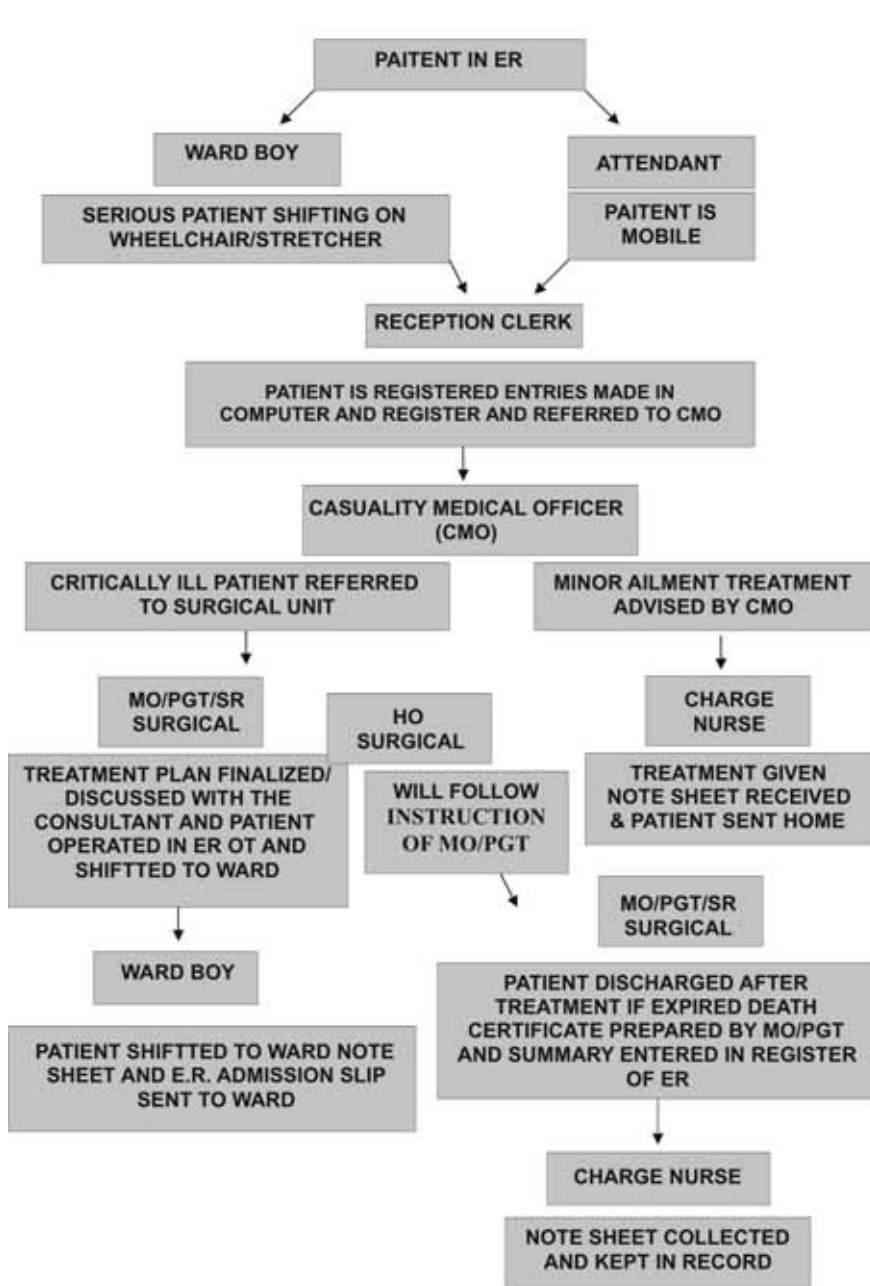 PAITENT IN ER
WARD BOY
ATTENDANT
SERIOUS PATIENT SHIFTING ON
WHEELCHAIR/STRETCHER
PAITENT IS
MOBILE
RECEPTION CLERK
PATIENT IS REGISTERED ENTRIES MADE IN
COMPUTER AND REGISTER AND REFERRED TO CMO
CASUALITY MEDICAL OFFICER
(CMO)
CRITICALLY ILL PATIENT REFERRED
TO SURGICAL UNIT
MINOR AILMENT TREATMENT
ADVISED BY CMO
MO/PGT/SR
SURGICAL
HO
SURGICAL
CHARGE
NURSE
TREATMENT PLAN FINALIZED/
DISCUSSED WITH THE
CONSULTANT AND PATIENT
OPERATED IN ER OT AND
SHIFTTED TO WARD
WILL FOLLOW
INSTRUCTION
OF MO/PGT
TREATMENT GIVEN
NOTE SHEET RECEIVED
& PATIENT SENT HOME
MO/PGT/SR
SURGICAL
WARD BOY
PATIENT DISCHARGED AFTER
TREATMENT IF EXPIRED DEATH
CERTIFICATE PREPARED BY MO/PGT
AND SUMMARY ENTERED IN REGISTER
OF ER
PATIENT SHIFTTED TO WARD NOTE
SHEET AND E.R. ADMISSION SLIP
SENT TO WARD
CHARGE NURSE
NOTE SHEET COLLECTED
AND KEPT IN RECORD